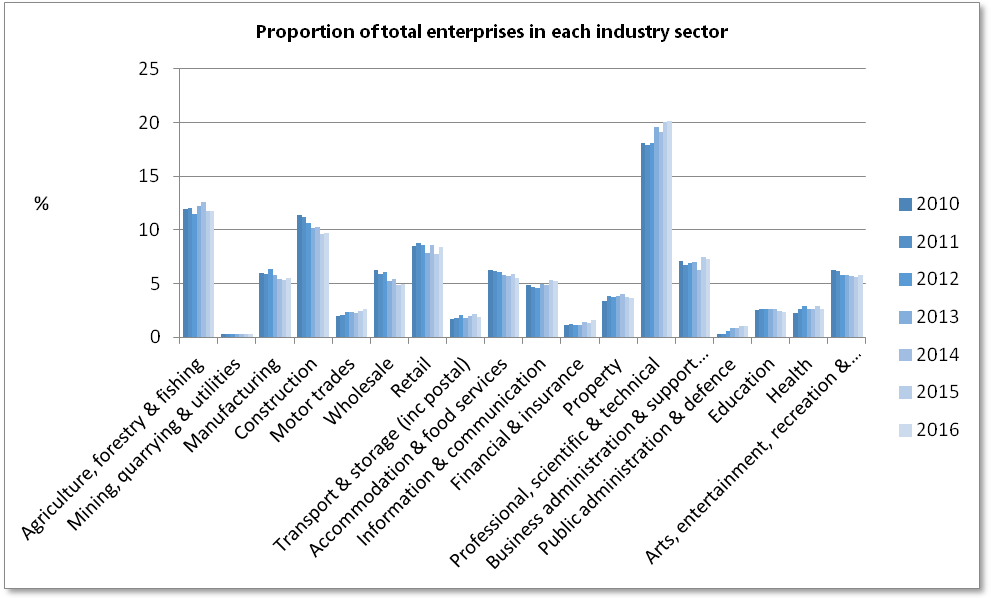 Proportion of total enterprises in each industry sector
25
20
15
10
5
0
%
Agriculture, forestry & fishing
Mining, quarrying & utilities
Manufacturing
Construction
Motor trades
Wholesale
Retail
Transport & storage (inc postal)
Accommodation & food services
Information & communication
Financial & insurance
Property
Professional, scientific & technical
Business administration & support...
Public administration & defence
Education
Health
Arts, entertainment, recreation &...
2010
2011
2012
2013
2014
2015
2016